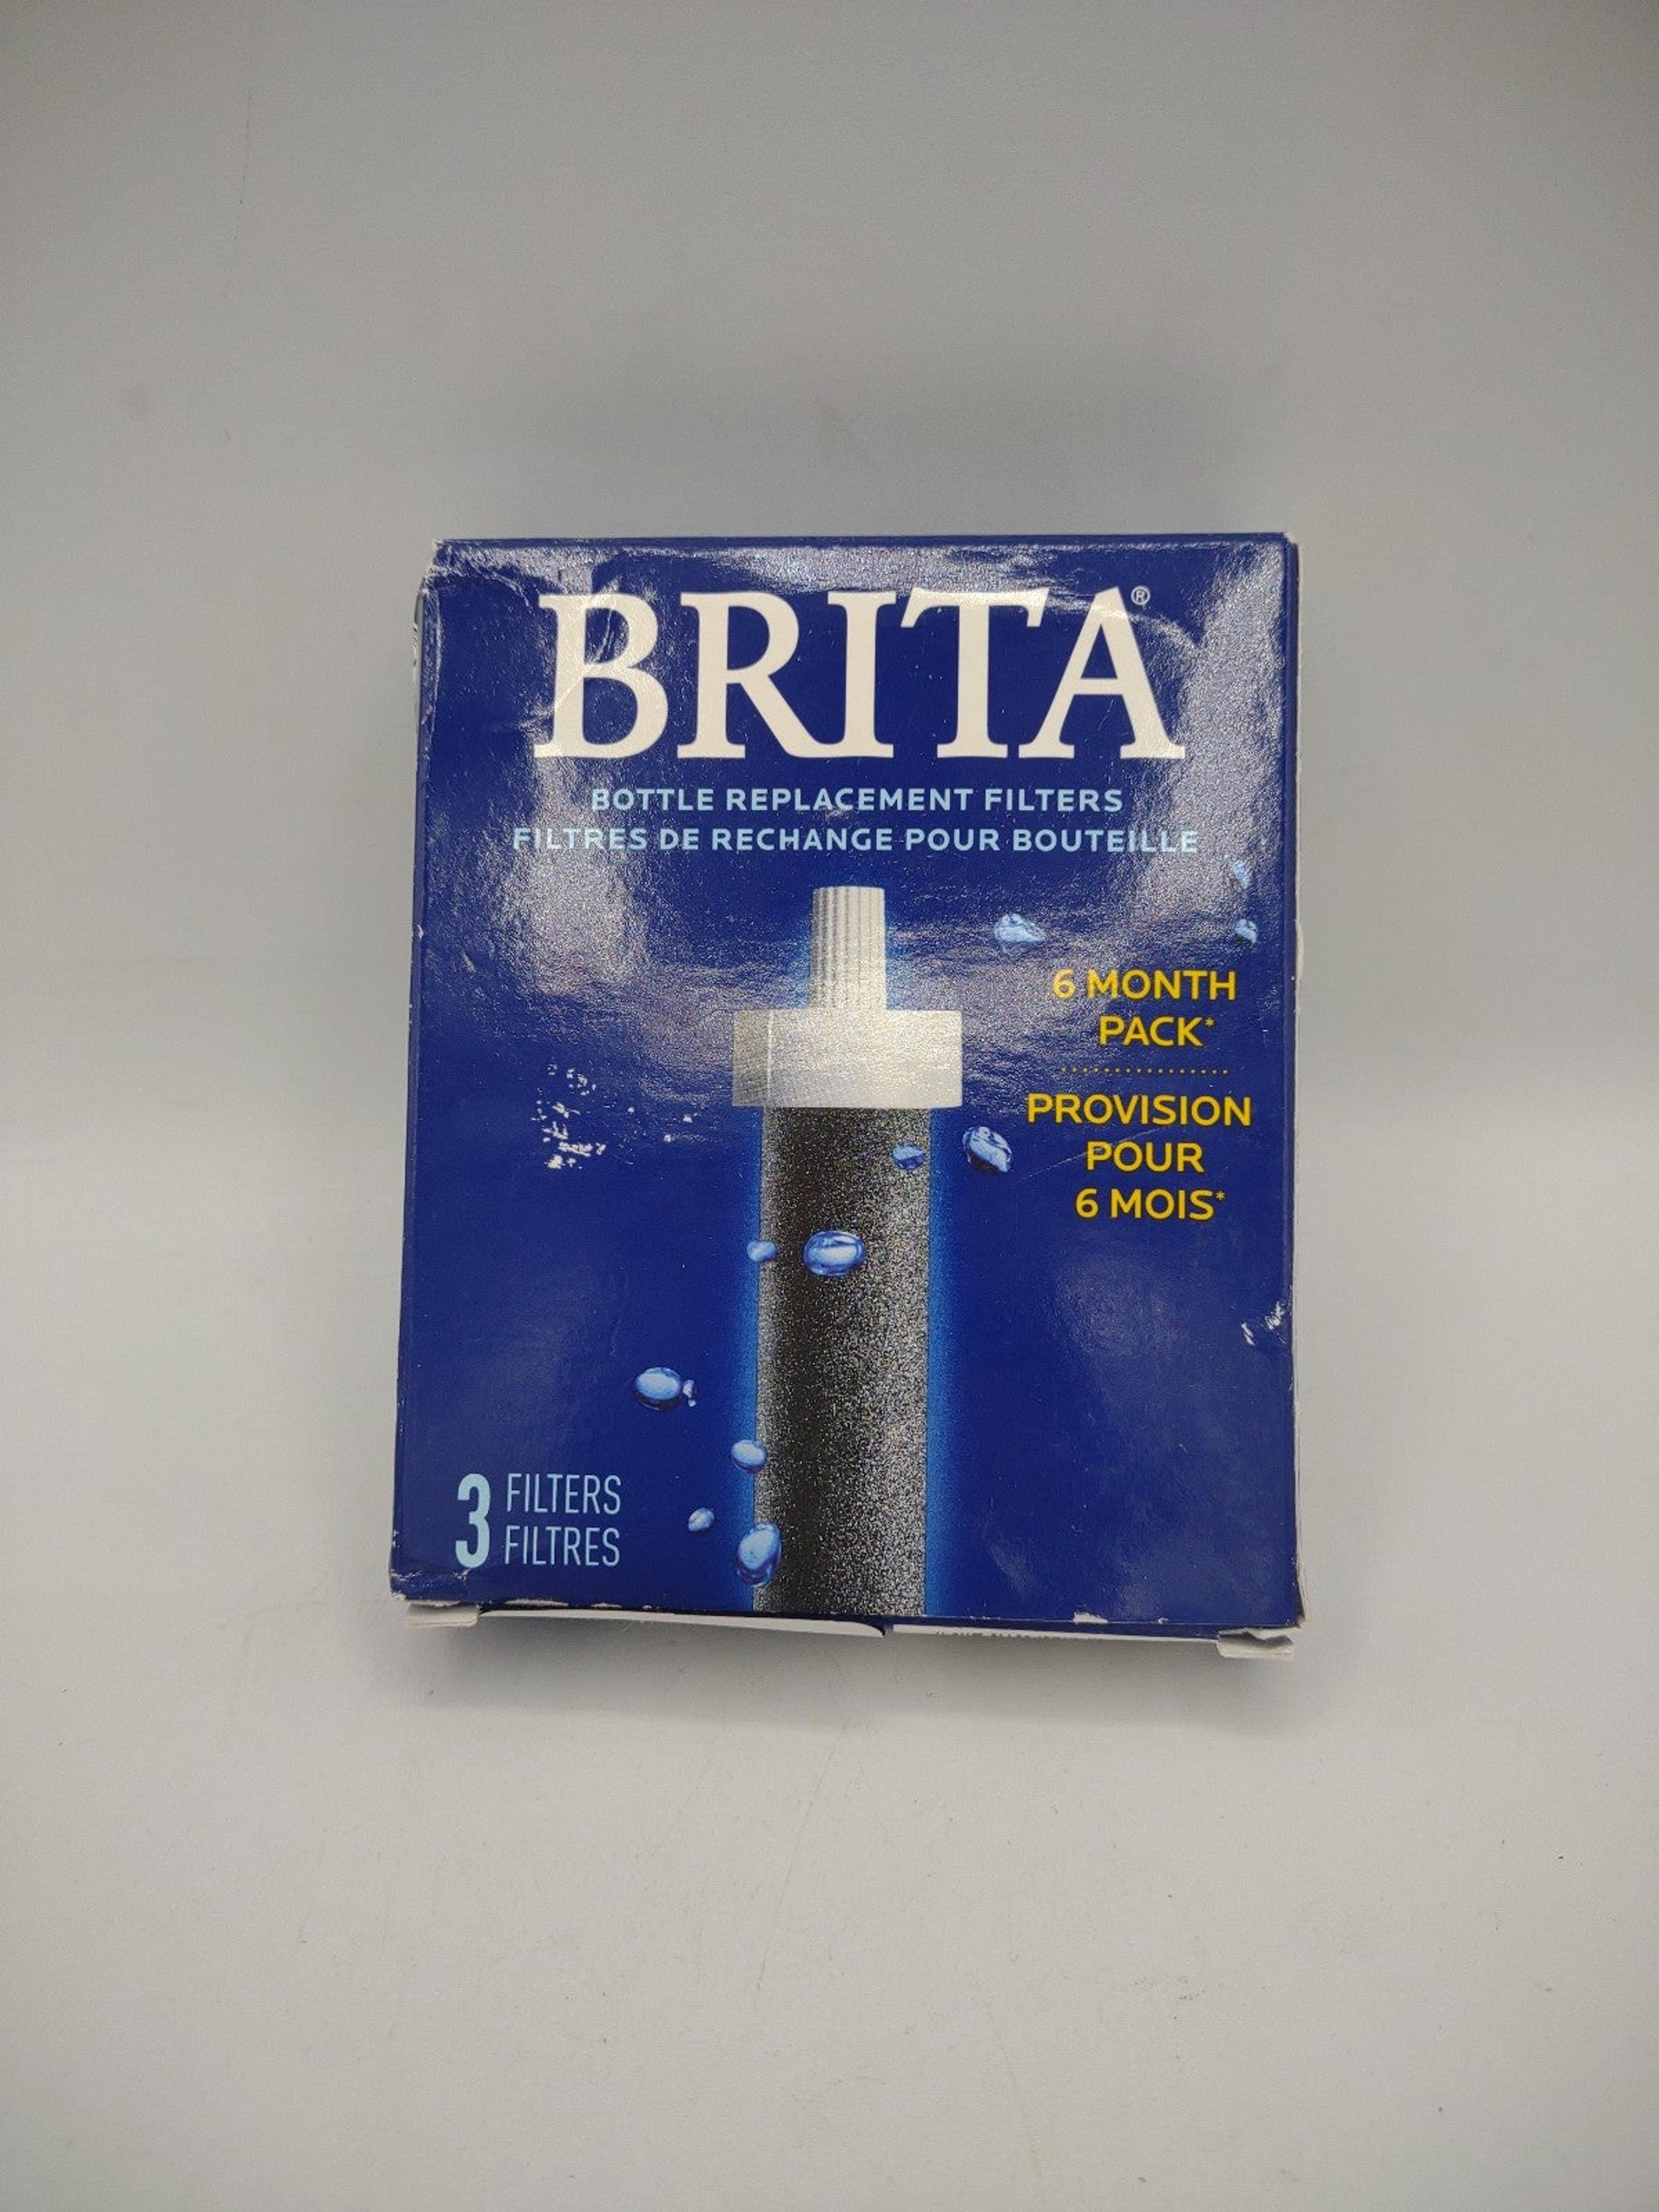 BRITA®
BOTTLE REPLACEMENT FILTERS
FILTRES DE RECHANGE POUR BOUTEILLE
6 MONTH
PACK*
PROVISION
POUR
6 MOIS*
3 FILTERS
FILTRES